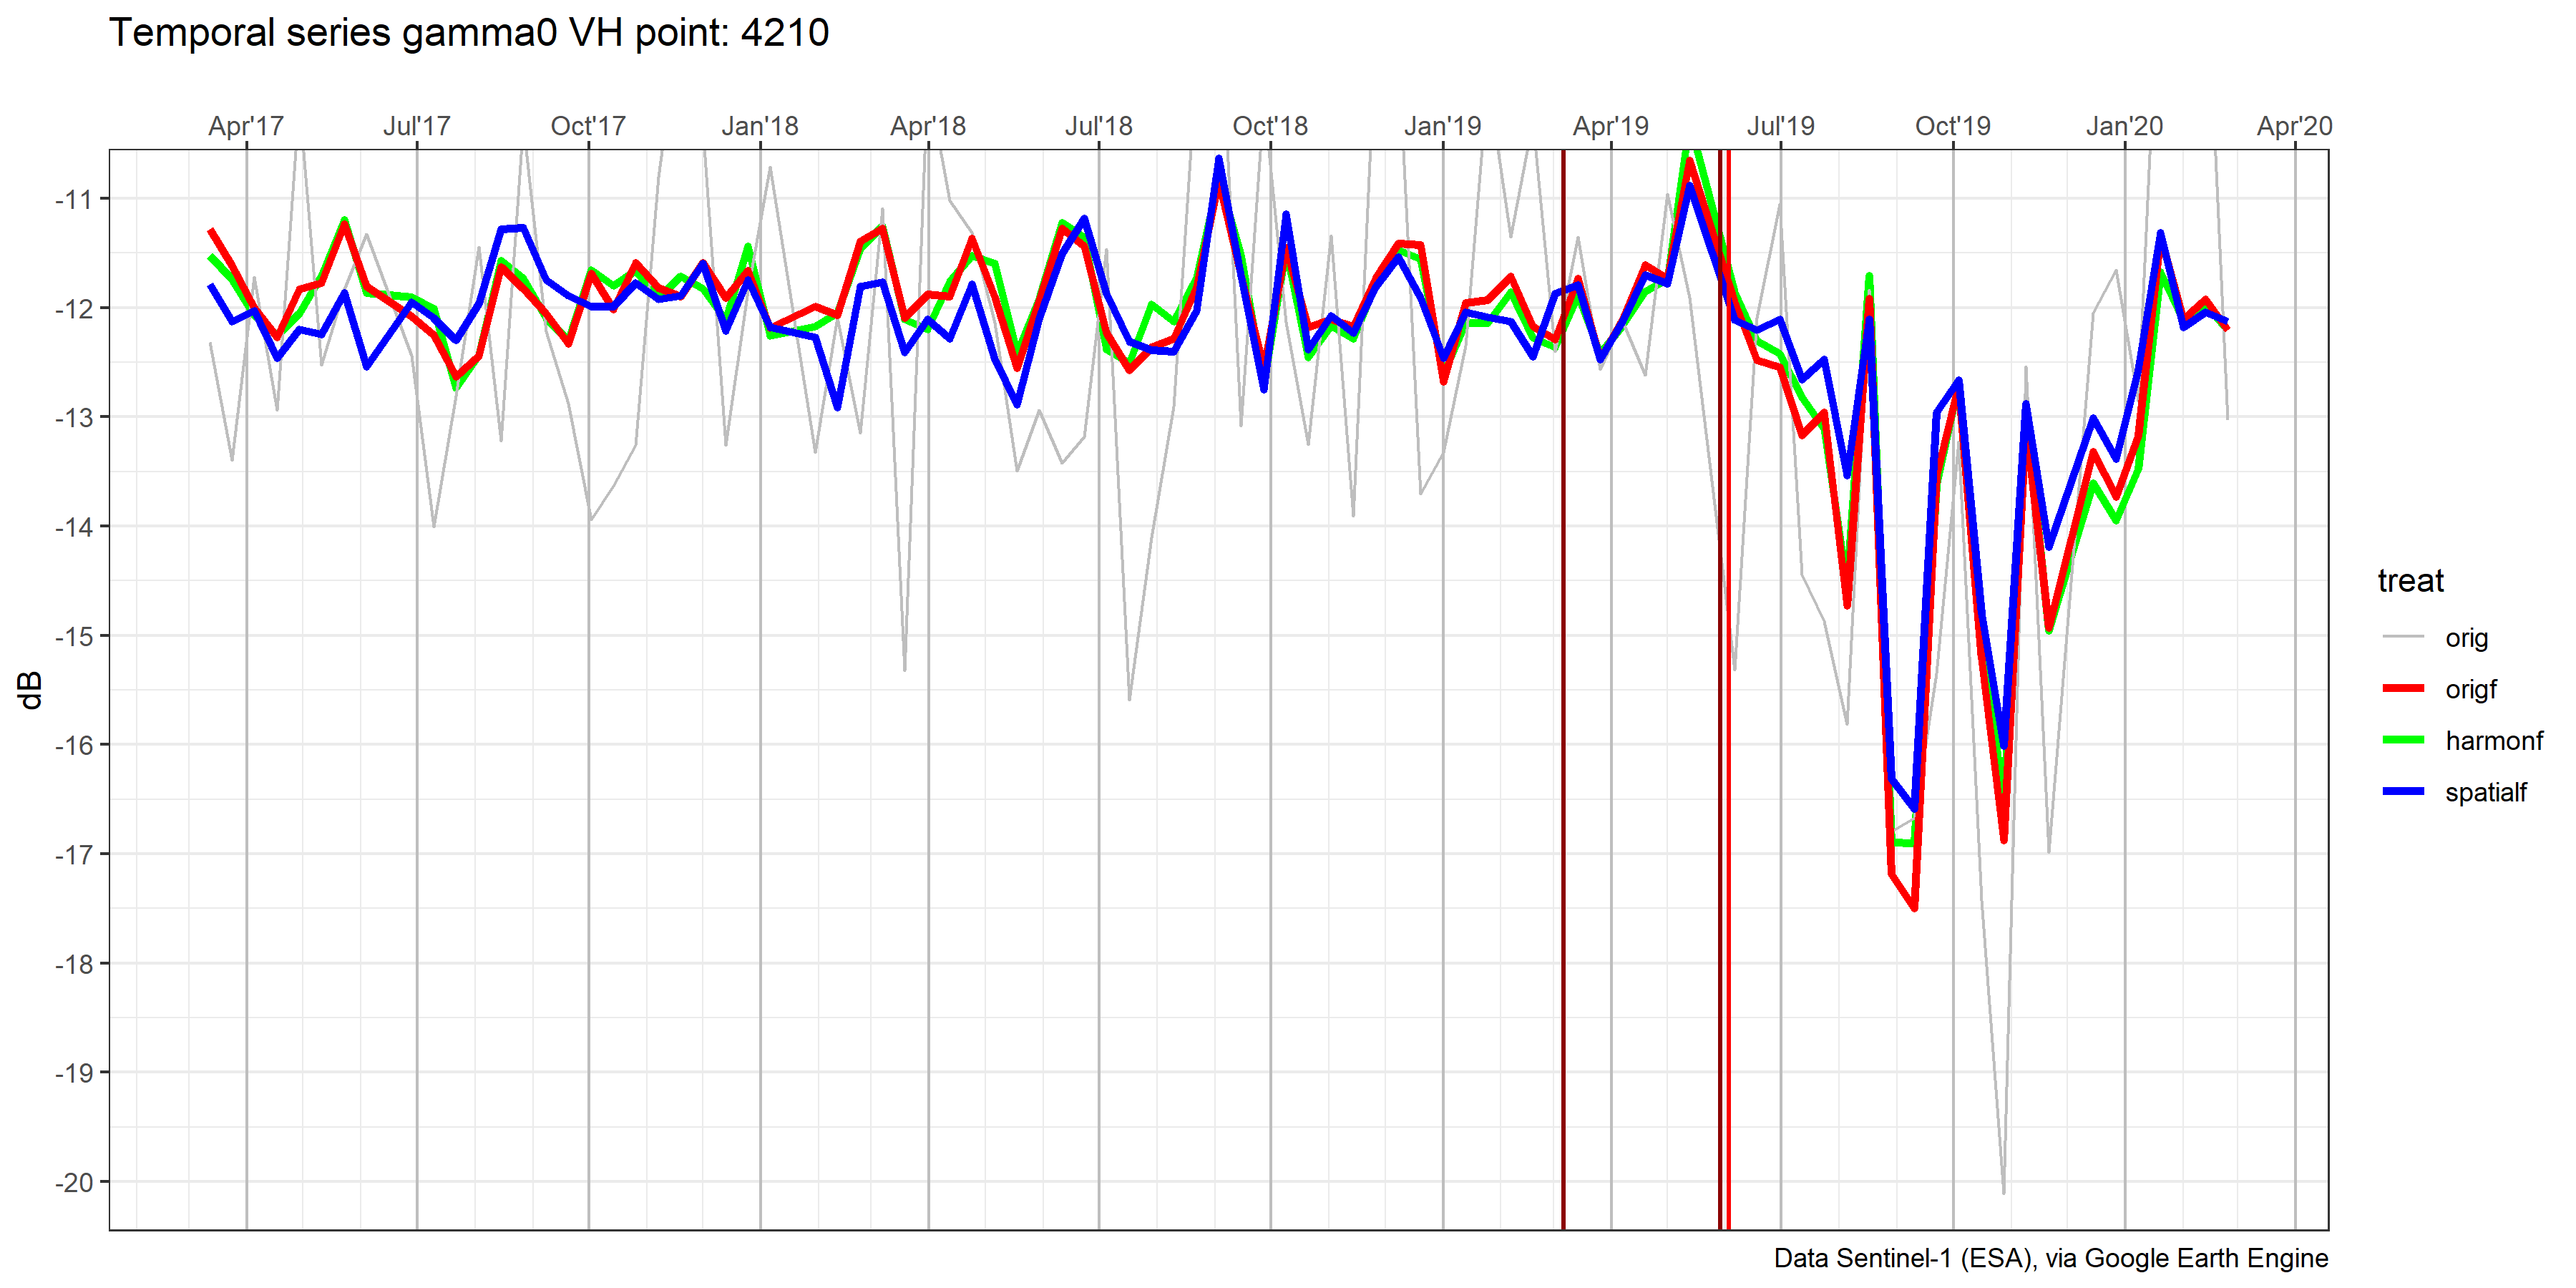 Temporal series gamma0 VH point: 4210
Apr'17 Jul'17 Oct'17 Jan'18 Apr'18 Jul'18 Oct'18 Jan'19 Apr'19 Jul'19 Oct'19 Jan'20 Apr'20
-11
-12
-13
-14
-15
-16
-17
-18
-19
-20
dB
treat
orig
origf
harmonf
spatialf
Data Sentinel-1 (ESA), via Google Earth Engine